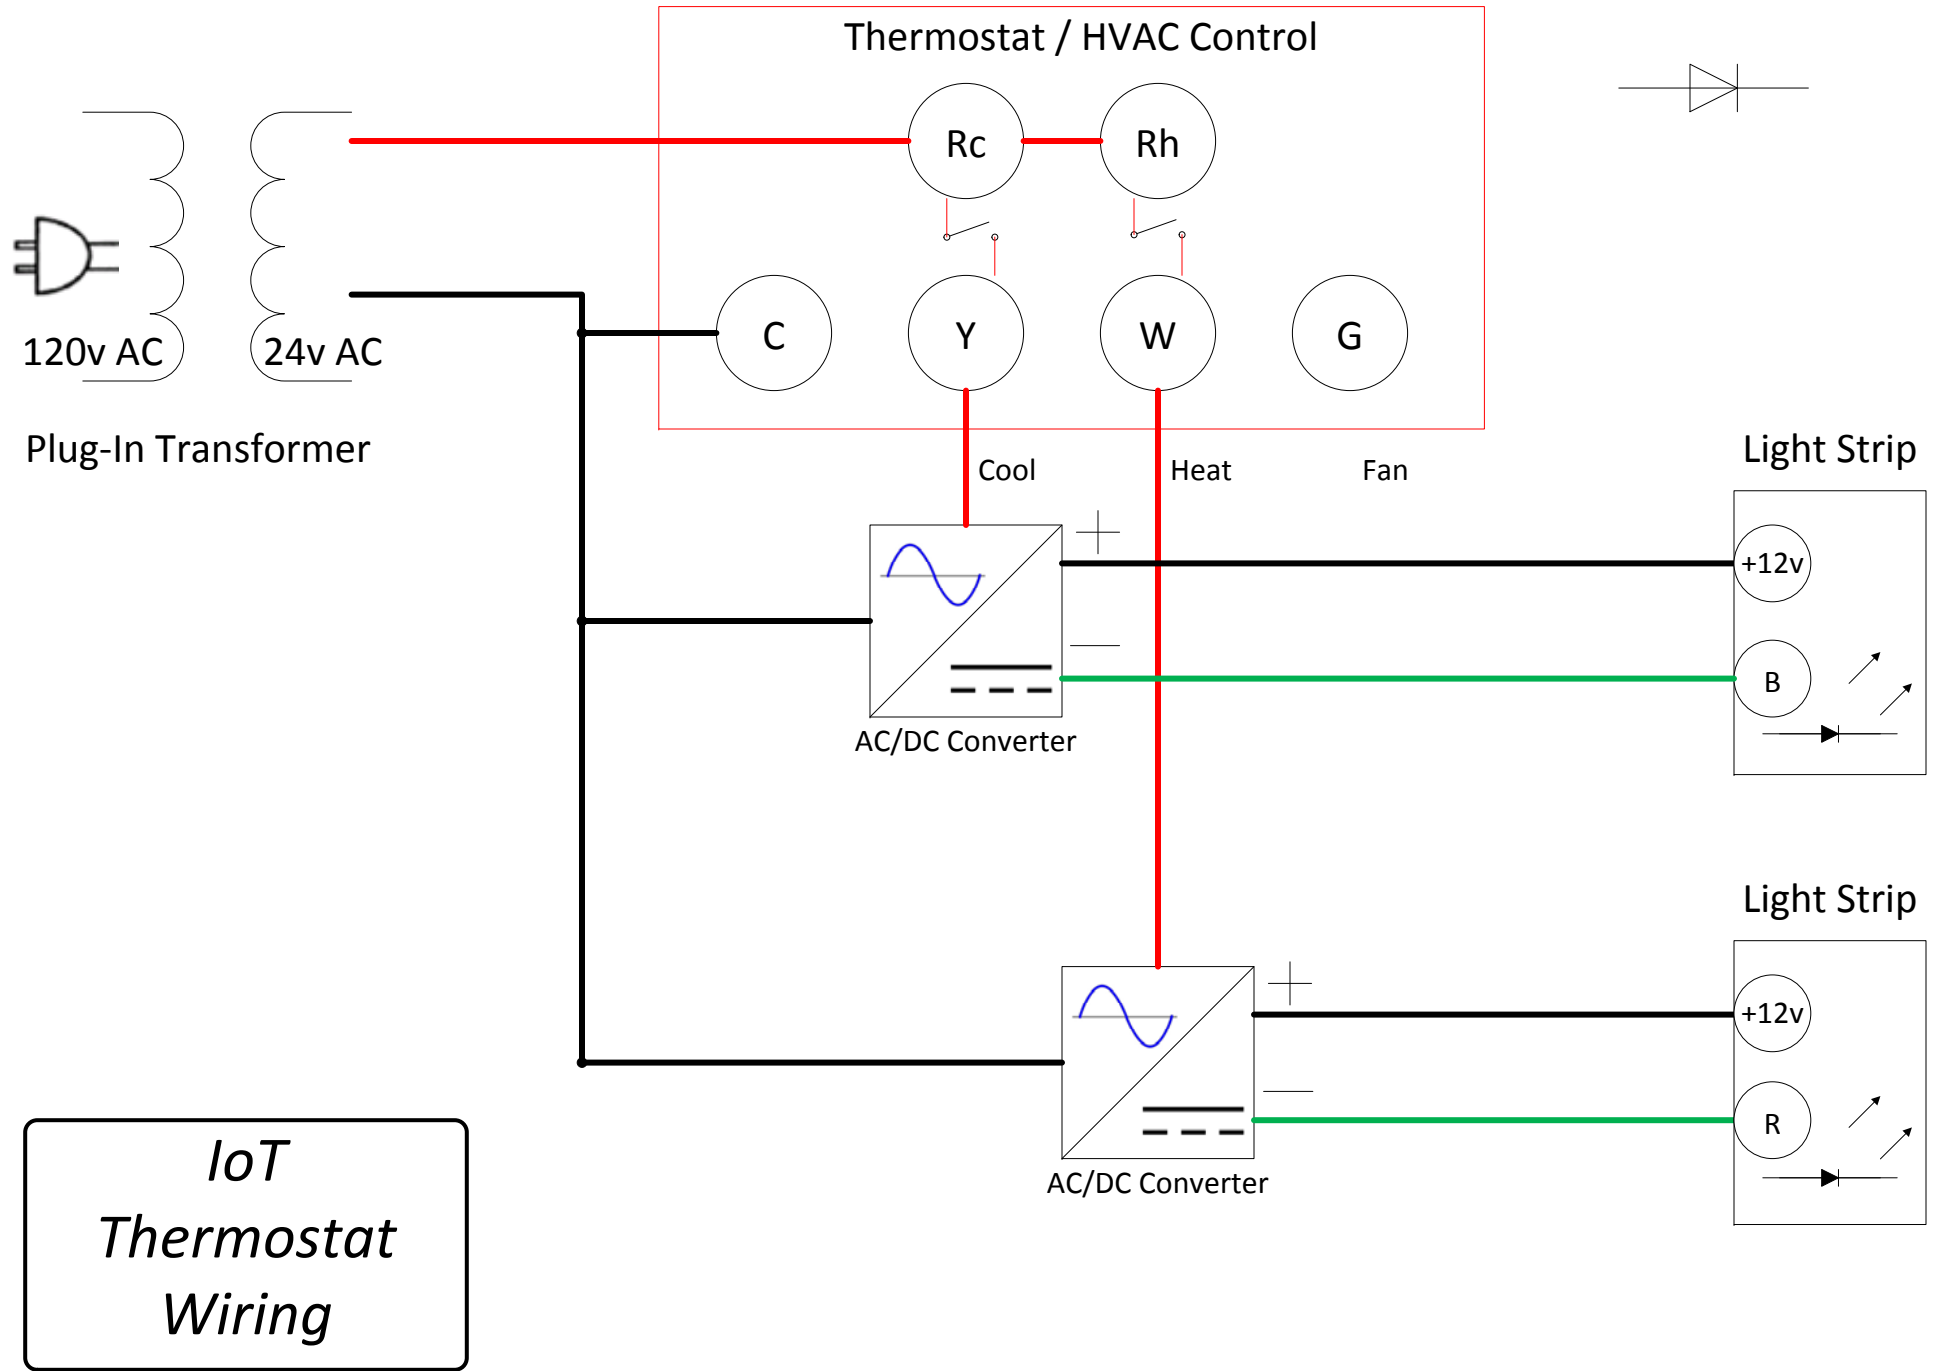 Thermostat / HVAC Control
Rc
Rh
C
Y
W
G
120v AC
24v AC
Plug-In Transformer
Cool
Heat
Fan
Light Strip
+12v
B
AC/DC Converter
Light Strip
+12v
R
AC/DC Converter
IoT
Thermostat
Wiring